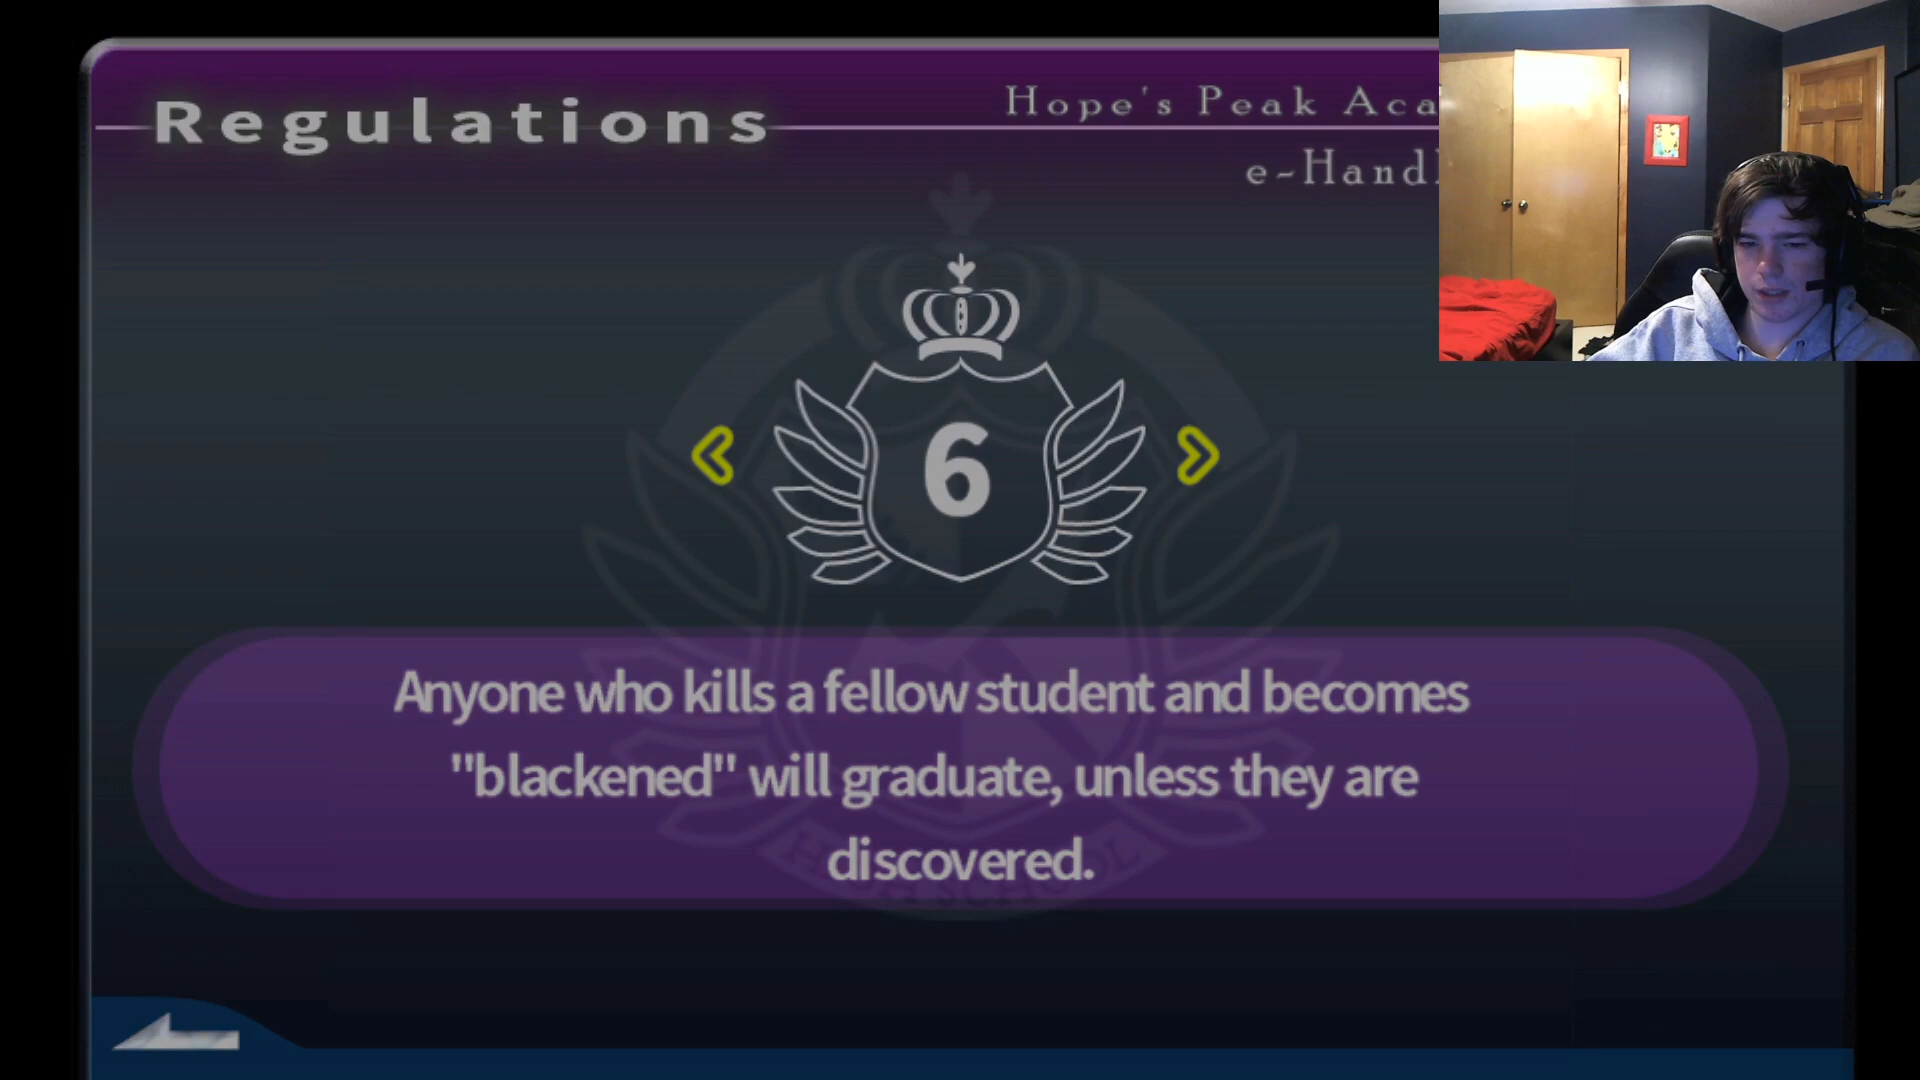 Regulations
Hope's Peak Aca
e-Hand
6
Anyone who kills a fellow student and becomes
"blackened" will graduate, unless they are
discovered.